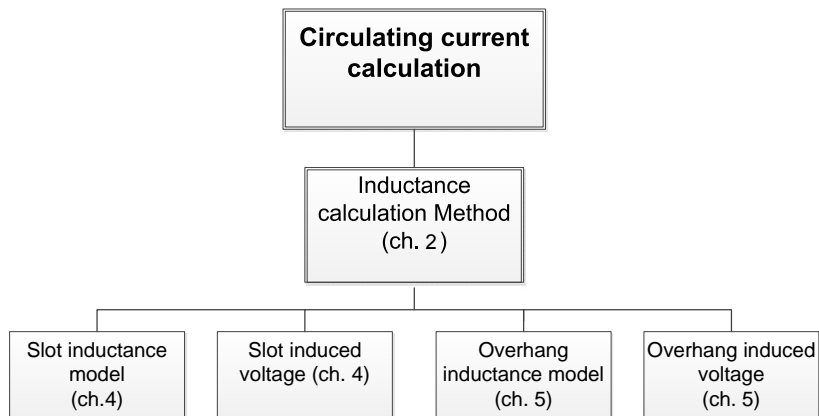 Circulating current
calculation
Inductance
calculation Method
(ch. 2)
Slot inductance
model
(ch.4)
Slot induced
voltage (ch. 4)
Overhang
inductance model
(ch. 5)
Overhang induced
voltage
(ch. 5)